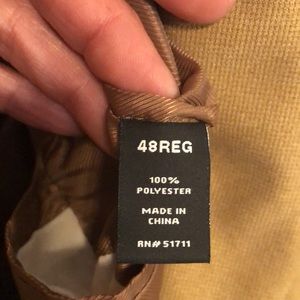 48REG
100%
POLYESTER
MADE IN
CHINA
RN# 51711